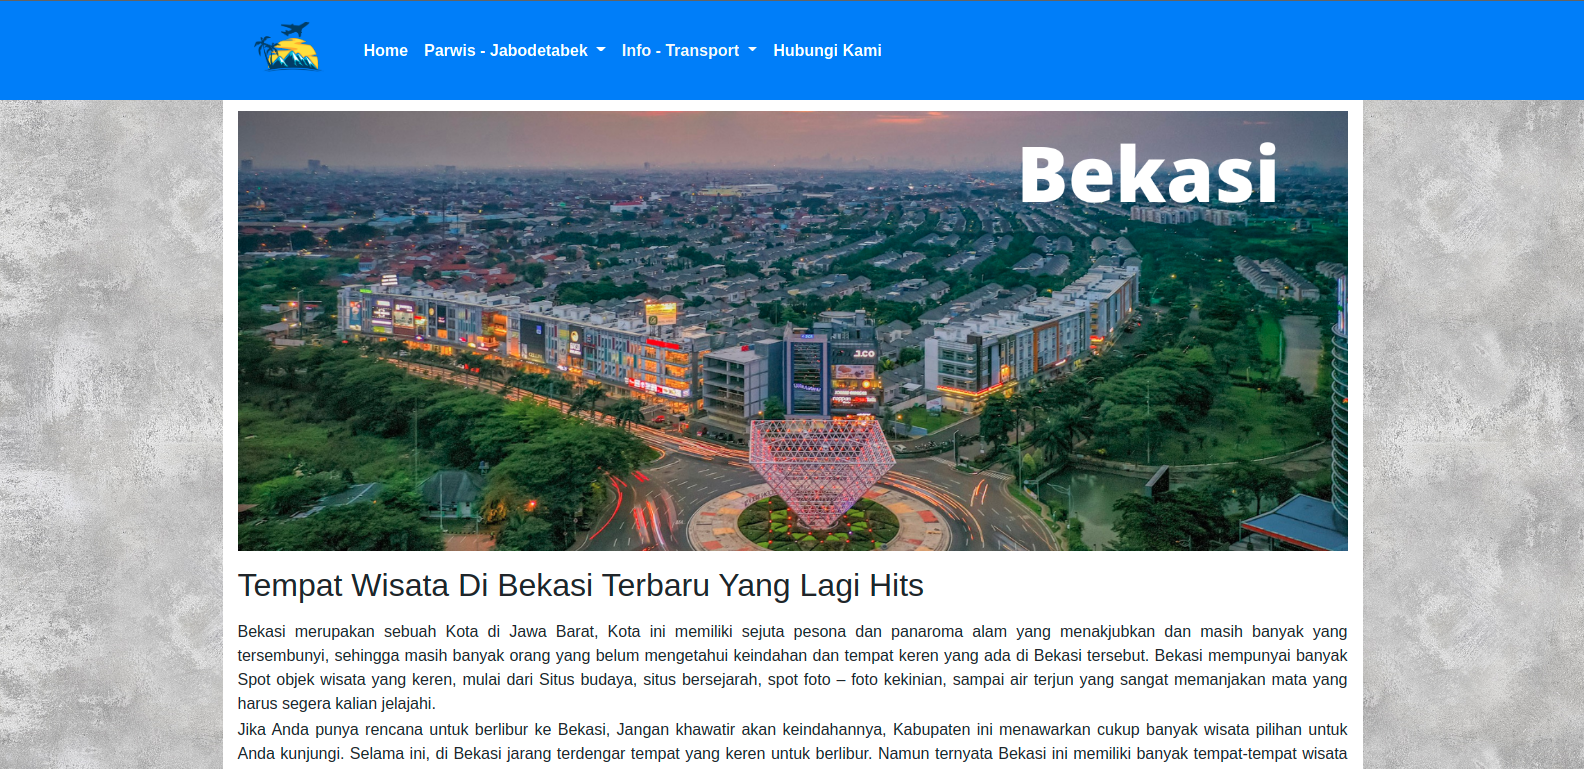 Home Parwis - Jabodetabek Info - Transport Hubungi Kami
Bekasi
J.CO
Tempat Wisata Di Bekasi Terbaru Yang Lagi Hits
Bekasi merupakan sebuah Kota di Jawa Barat, Kota ini memiliki sejuta pesona dan panaroma alam yang menakjubkan dan masih banyak yang
tersembunyi, sehingga masih banyak orang yang belum mengetahui keindahan dan tempat keren yang ada di Bekasi tersebut. Bekasi mempunyai banyak
Spot objek wisata yang keren, mulai dari Situs budaya, situs bersejarah, spot foto – foto kekinian, sampai air terjun yang sangat memanjakan mata yang
harus segera kalian jelajahi.
Jika Anda punya rencana untuk berlibur ke Bekasi, Jangan khawatir akan keindahannya, Kabupaten ini menawarkan cukup banyak wisata pilihan untuk
Anda kunjungi. Selama ini, di Bekasi jarang terdengar tempat yang keren untuk berlibur. Namun ternyata Bekasi ini memiliki banyak tempat-tempat wisata